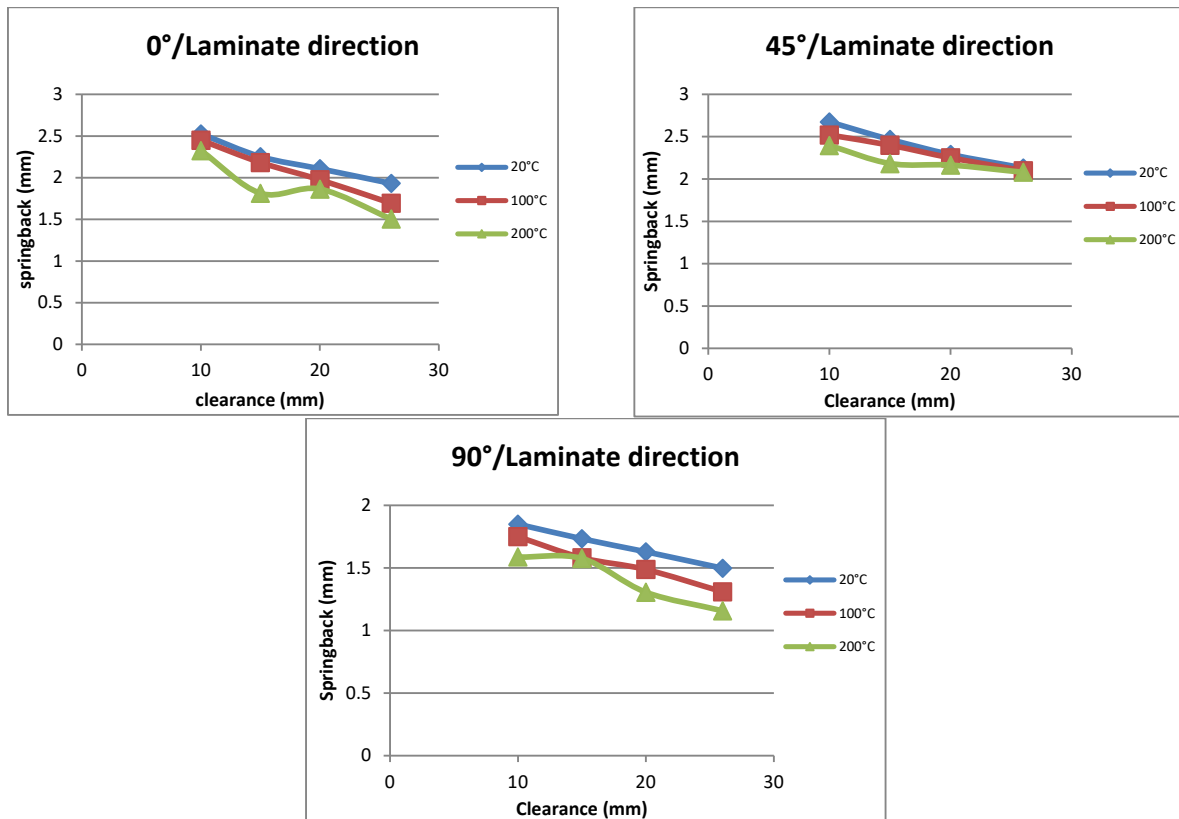 0°/Laminate direction
3
2.5
2
1.5
1
0.5
0
0 10 20 30
springback (mm)
clearance (mm)
20°C
100°C
200°C
45°/Laminate direction
3
2.5
2
1.5
1
0.5
0
0 10 20 30
Springback (mm)
Clearance (mm)
20°C
100°C
200°C
90°/Laminate direction
2
1.5
1
0.5
0
0 10 20 30
Springback (mm)
Clearance (mm)
20°C
100°C
200°C